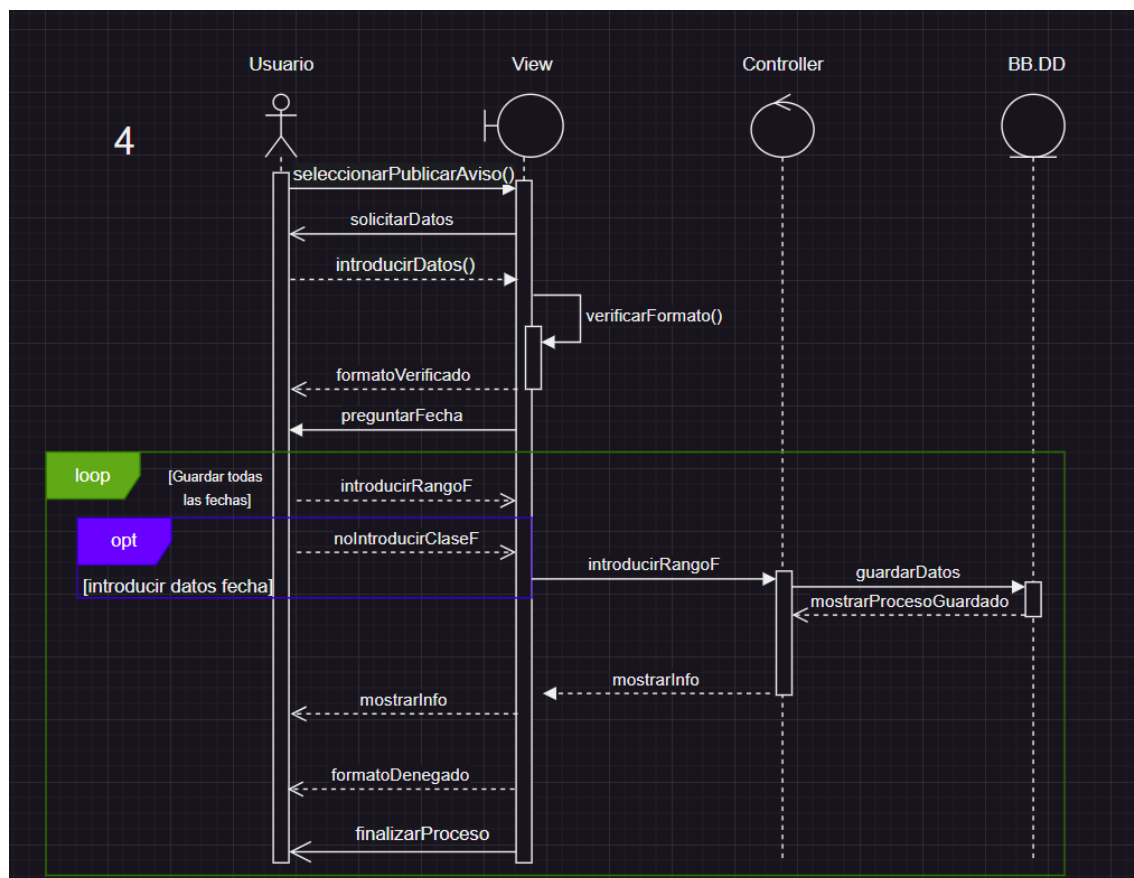 Usuario
View
Controller
BB.DD
4
seleccionarPublicarAviso()
solicitarDatos
introducirDatos()
verificarFormato()
formatoVerificado
preguntarFecha
loop
[Guardar todas
las fechas]
introducirRangoF
opt
noIntroducirClaseF
[introducir datos fecha]
introducirRangoF
guardarDatos
mostrarProcesoGuardado
mostrarInfo
mostrarInfo
formatoDenegado
finalizarProceso